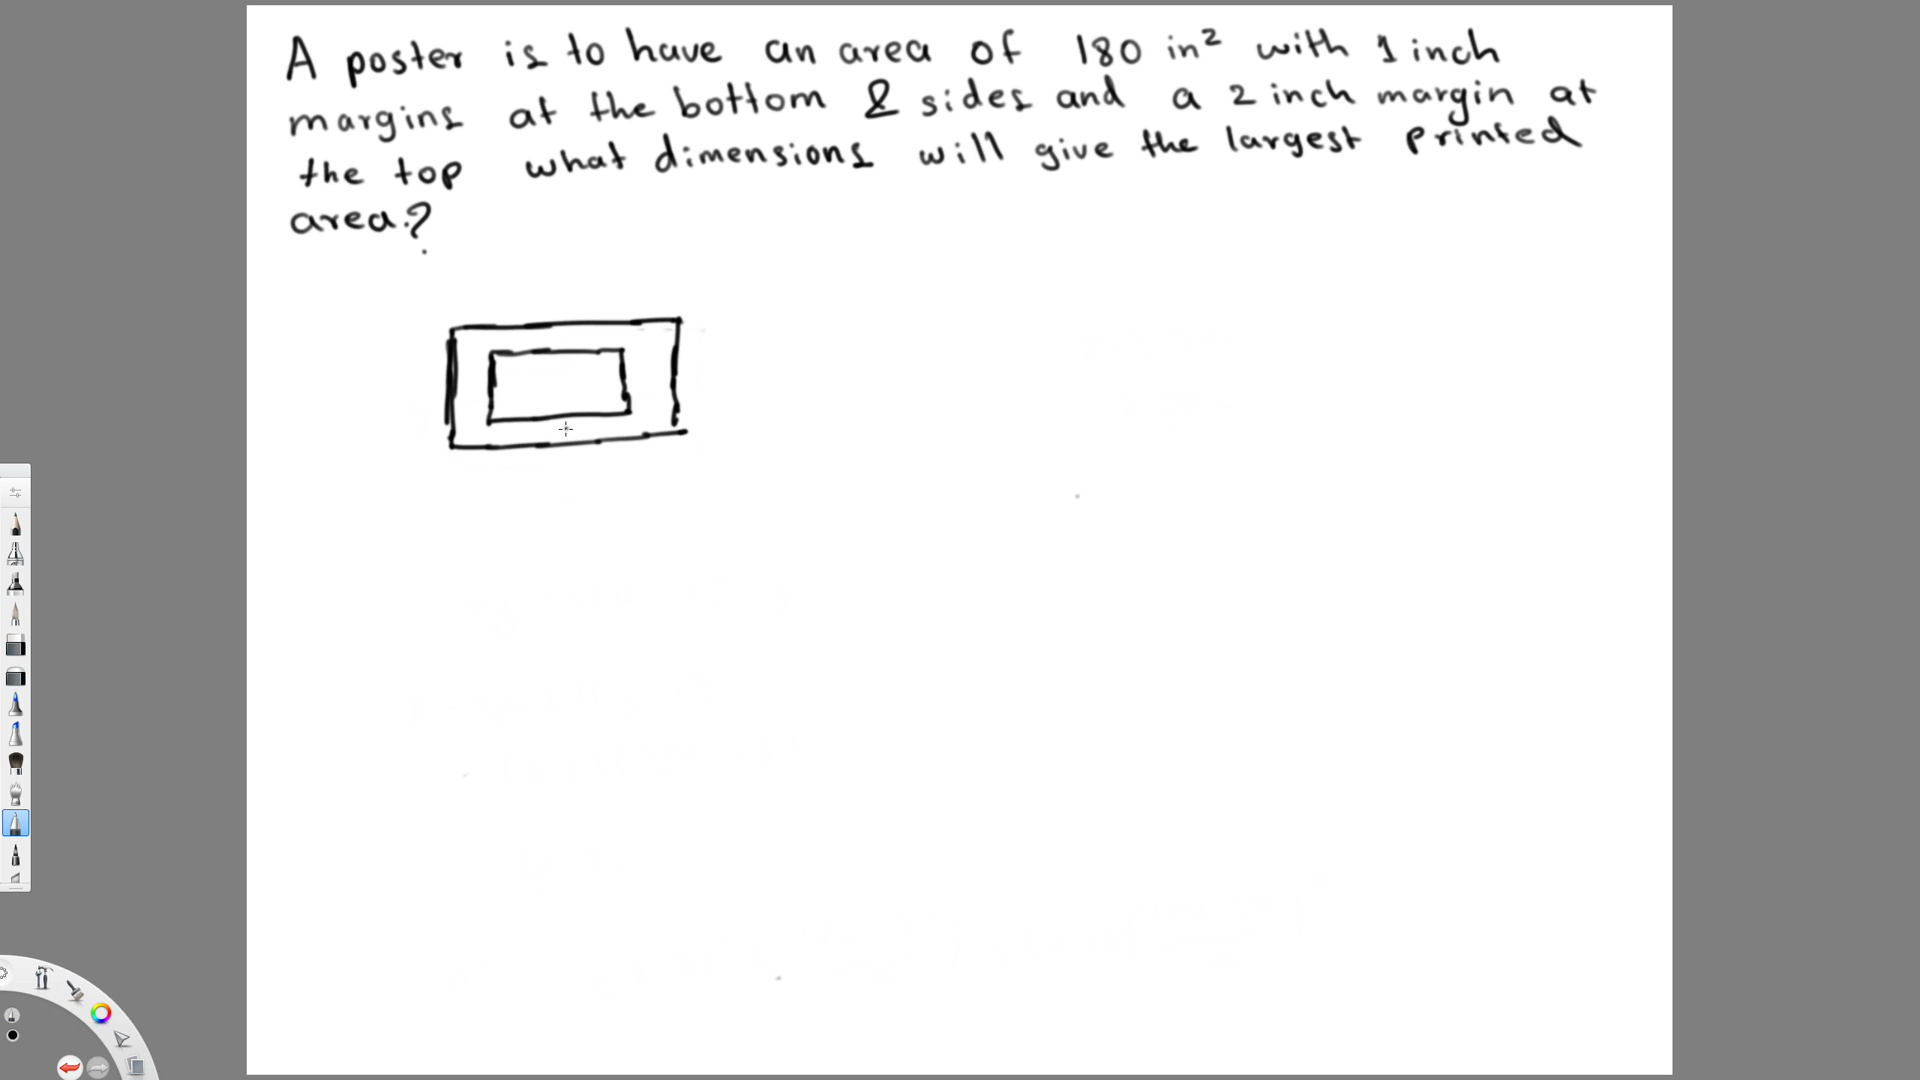 A poster is to have an area of 180 in² with 1 inch
margins at the bottom & sides and a 2 inch margin at
the top what dimensions will give the largest printed
area?